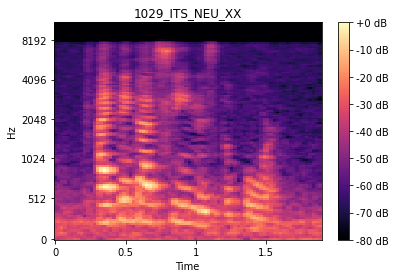 1029_ITS_NEU_XX
+0 dB
8192
-10 dB
4096
-20 dB
-30 dB
2048
Hz
-40 dB
1024
-50 dB
512
-60 dB
-70 dB
0
-80 dB
0 0.5 1 1.5
Time